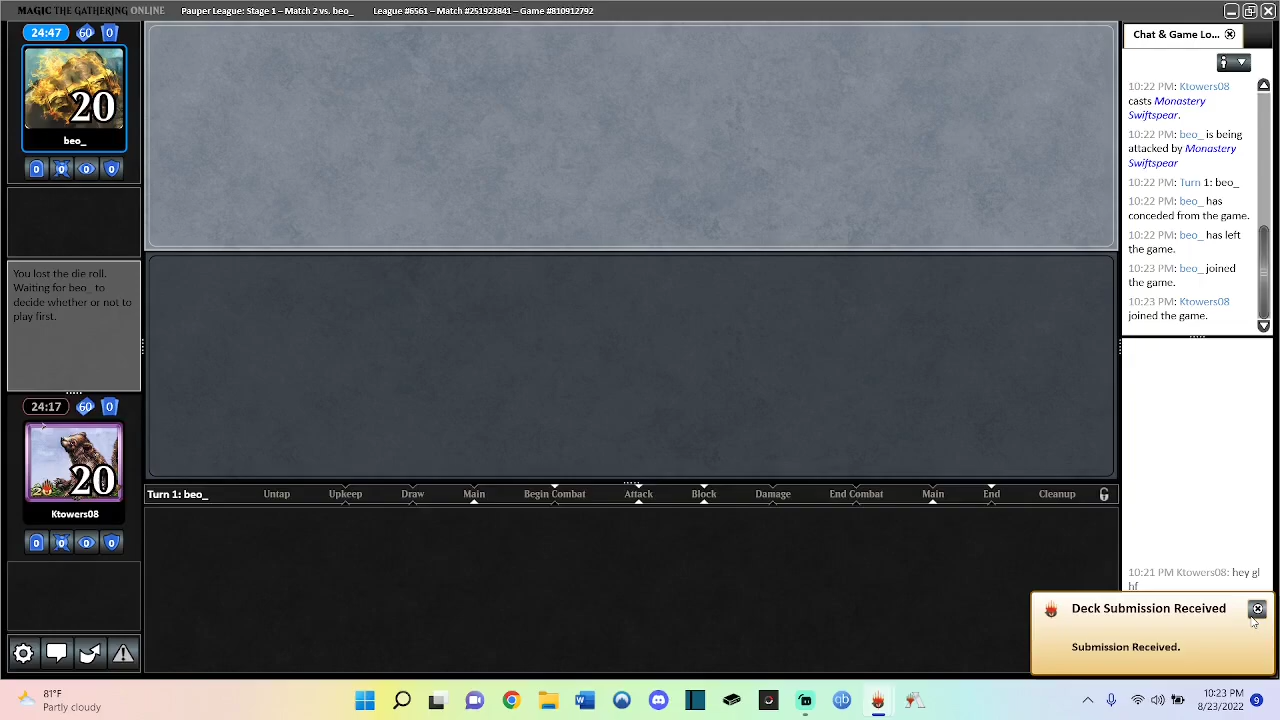 MAGIC THE GATHERING ONLINE
Pauper League: Stage 1 – Match 2 vs. beo_
League #6561 – Match #251923841 – Game #810912792
24:47
60
0
20
beo_
0
0
0
0
You lost the die roll.
Waiting for beo_ to
decide whether or not to
play first.
24:17
60
0
2
20
Ktowers08
0
0
0
0
Turn 1: beo_
Untap
Upkeep
Draw
Main
Begin Combat
Attack
Block
Damage
End Combat
Main
End
Cleanup
Chat & Game Lo...
10:22 PM: Ktowers08
casts Monastery
Swiftspear.
10:22 PM: beo_ is being
attacked by Monastery
Swiftspear
10:22 PM: Turn 1: beo_
10:22 PM: beo_ has
conceded from the game.
10:22 PM: beo_ has left
the game.
10:23 PM: beo_ joined
the game.
10:23 PM: Ktowers08
joined the game.
10:21 PM Ktowers08: hey gl
hf
Deck Submission Received
Submission Received.
81°F
Partly cloudy
qb
10:23 PM
8/23/2022
9